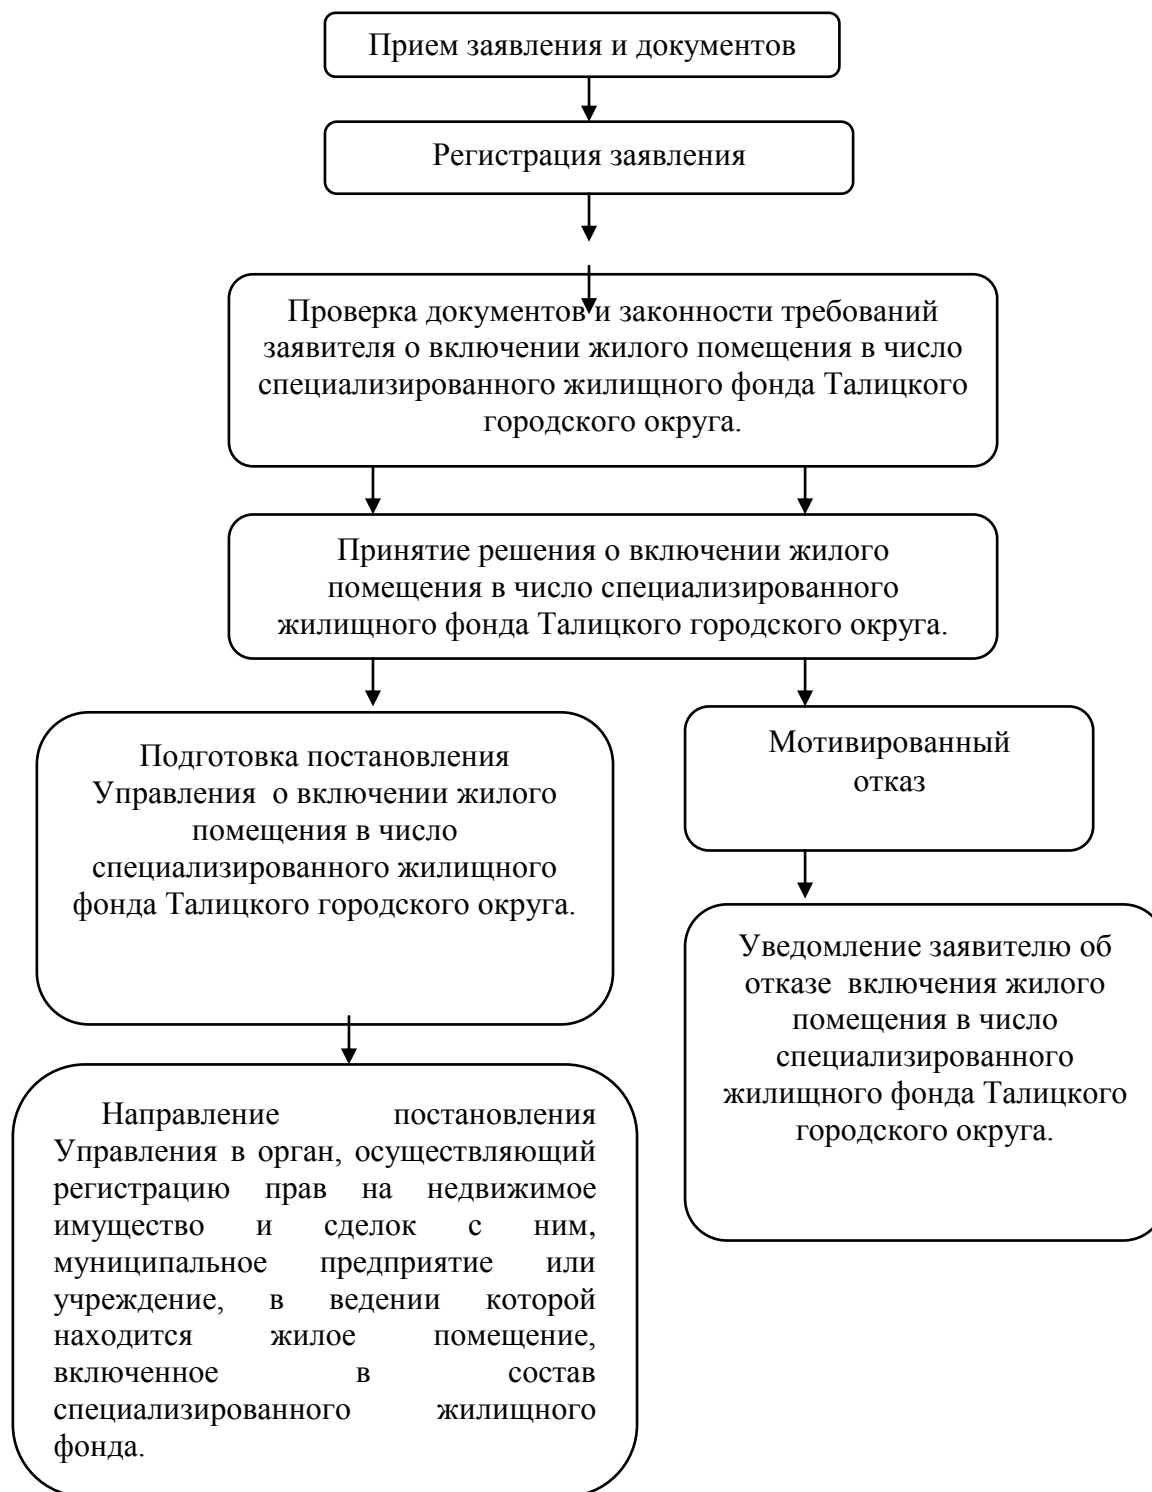 Прием заявления и документов
Регистрация заявления
Проверка документов и законности требований
заявителя о включении жилого помещения в число
специализированного жилищного фонда Талицкого
городского округа.
Принятие решения о включении жилого
помещения в число специализированного
жилищного фонда Талицкого городского округа.
Подготовка постановления
Управления о включении жилого
помещения в число
специализированного жилищного
фонда Талицкого городского округа.
Мотивированный
отказ
Уведомление заявителю об
отказе включения жилого
помещения в число
специализированного
жилищного фонда Талицкого
городского округа.
Направление постановления
Управления в орган, осуществляющий
регистрацию прав на недвижимое
имущество и сделок с ним,
муниципальное предприятие или
учреждение, в ведении которой
находится жилое помещение,
включенное в состав
специализированного жилищного
фонда.